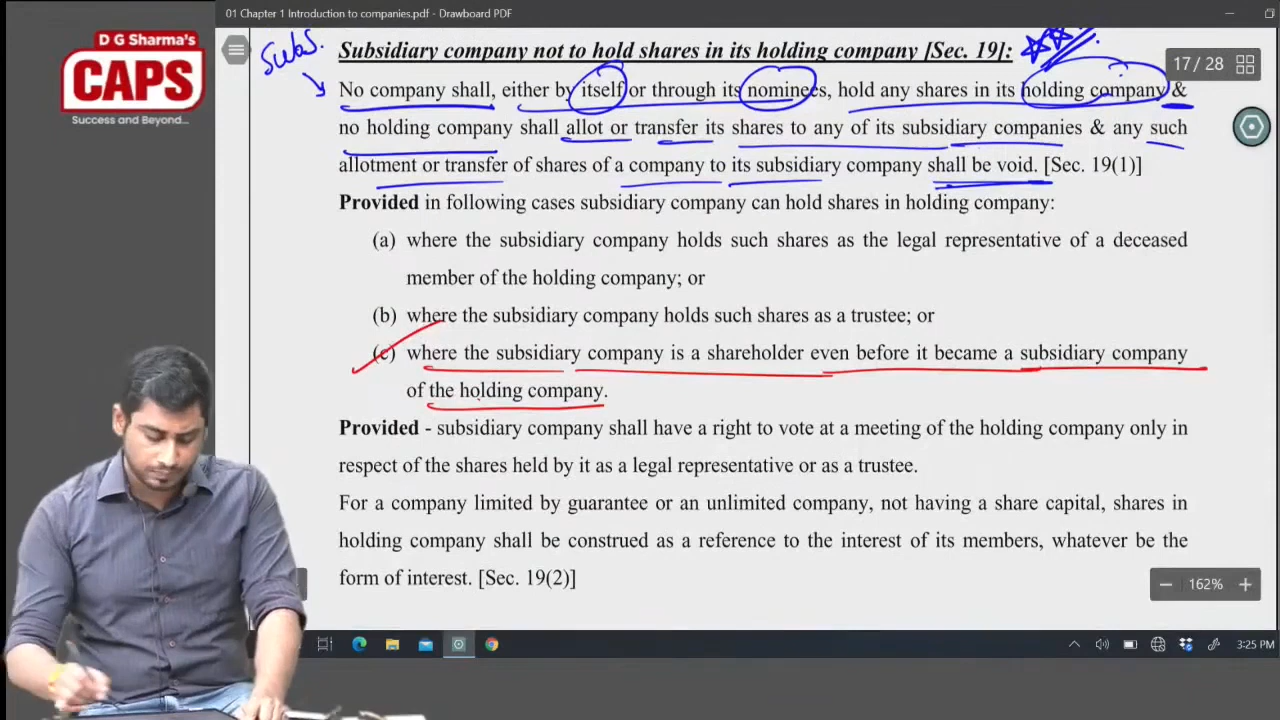 01 Chapter 1 Introduction to companies.pdf - Drawboard PDF
D G Sharma's
CAPS
Success and Beyond...
Subs.
Subsidiary company not to hold shares in its holding company [Sec. 19]:
17 / 28
No company shall, either by itself or through its nominees, hold any shares in its holding company &
no holding company shall allot or transfer its shares to any of its subsidiary companies & any such
allotment or transfer of shares of a company to its subsidiary company shall be void. [Sec. 19(1)]
Provided in following cases subsidiary company can hold shares in holding company:
(a) where the subsidiary company holds such shares as the legal representative of a deceased
member of the holding company; or
(b) where the subsidiary company holds such shares as a trustee; or
(c) where the subsidiary company is a shareholder even before it became a subsidiary company
of the holding company.
Provided - subsidiary company shall have a right to vote at a meeting of the holding company only in
respect of the shares held by it as a legal representative or as a trustee.
For a company limited by guarantee or an unlimited company, not having a share capital, shares in
holding company shall be construed as a reference to the interest of its members, whatever be the
form of interest. [Sec. 19(2)]
162%
3:25 PM